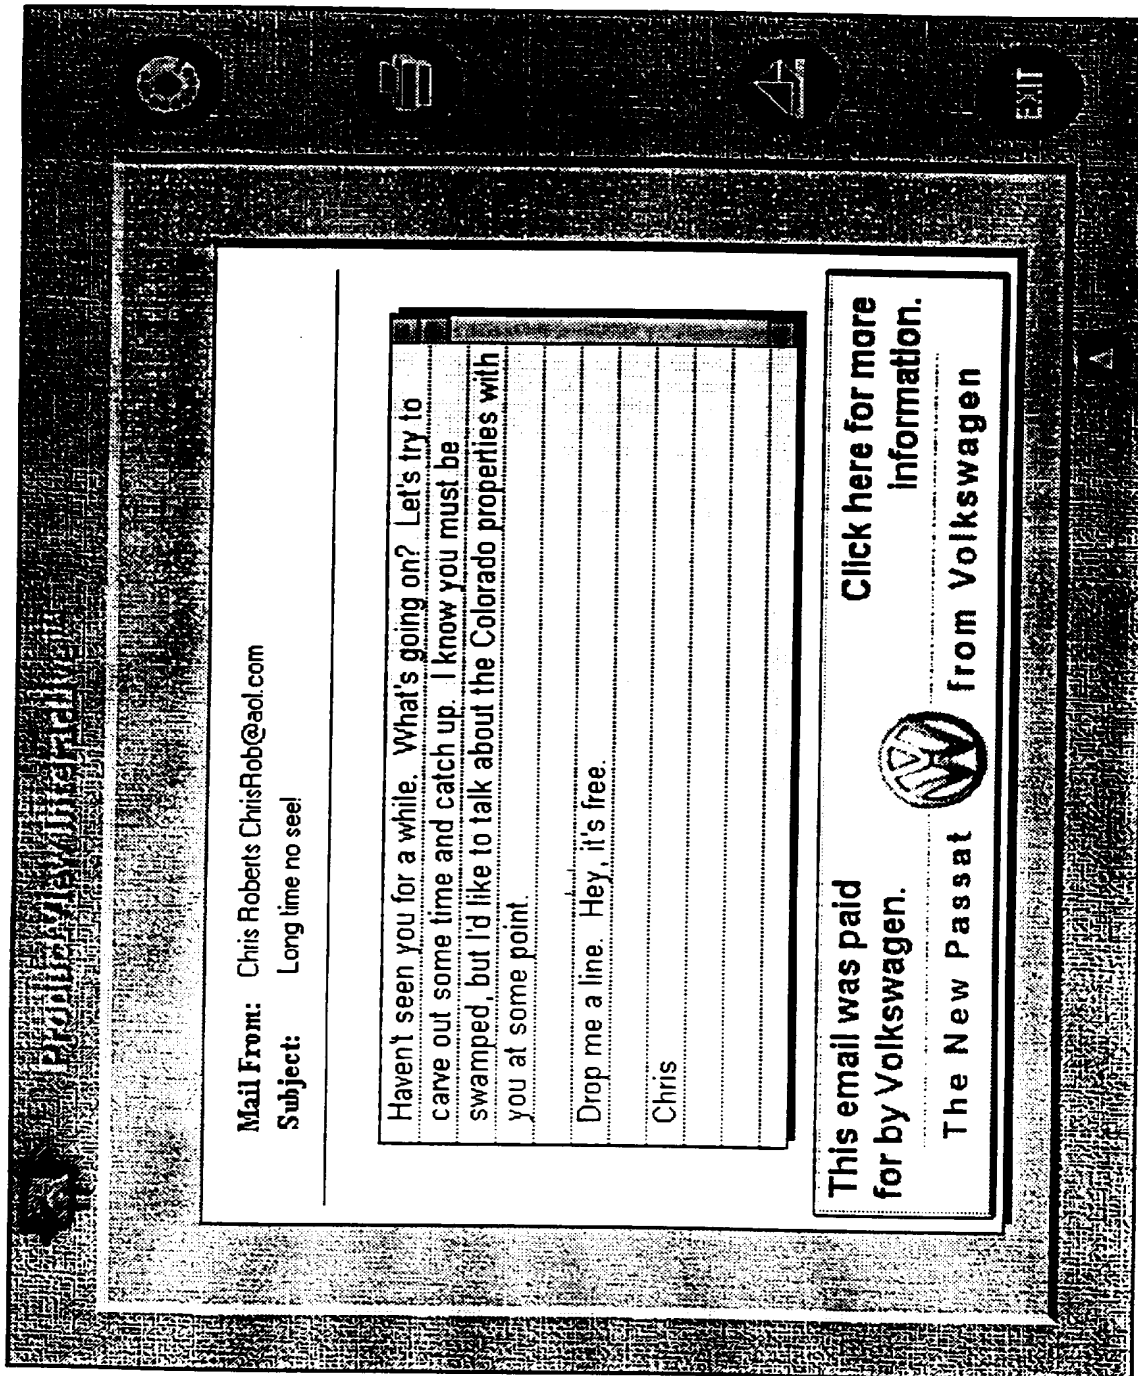 Mail From: Chris Roberts ChrisRob@aol.com
Subject: Long time no see!
Haven't seen you for a while. What's going on? Let's try to
carve out some time and catch up. I know you must be
swamped, but I'd like to talk about the Colorado properties with
you at some point.
Drop me a line. Hey, it's free.
Chris
This email was paid
for by Volkswagen.
Click here for more
information.
The New Passat
from Volkswagen
EXIT